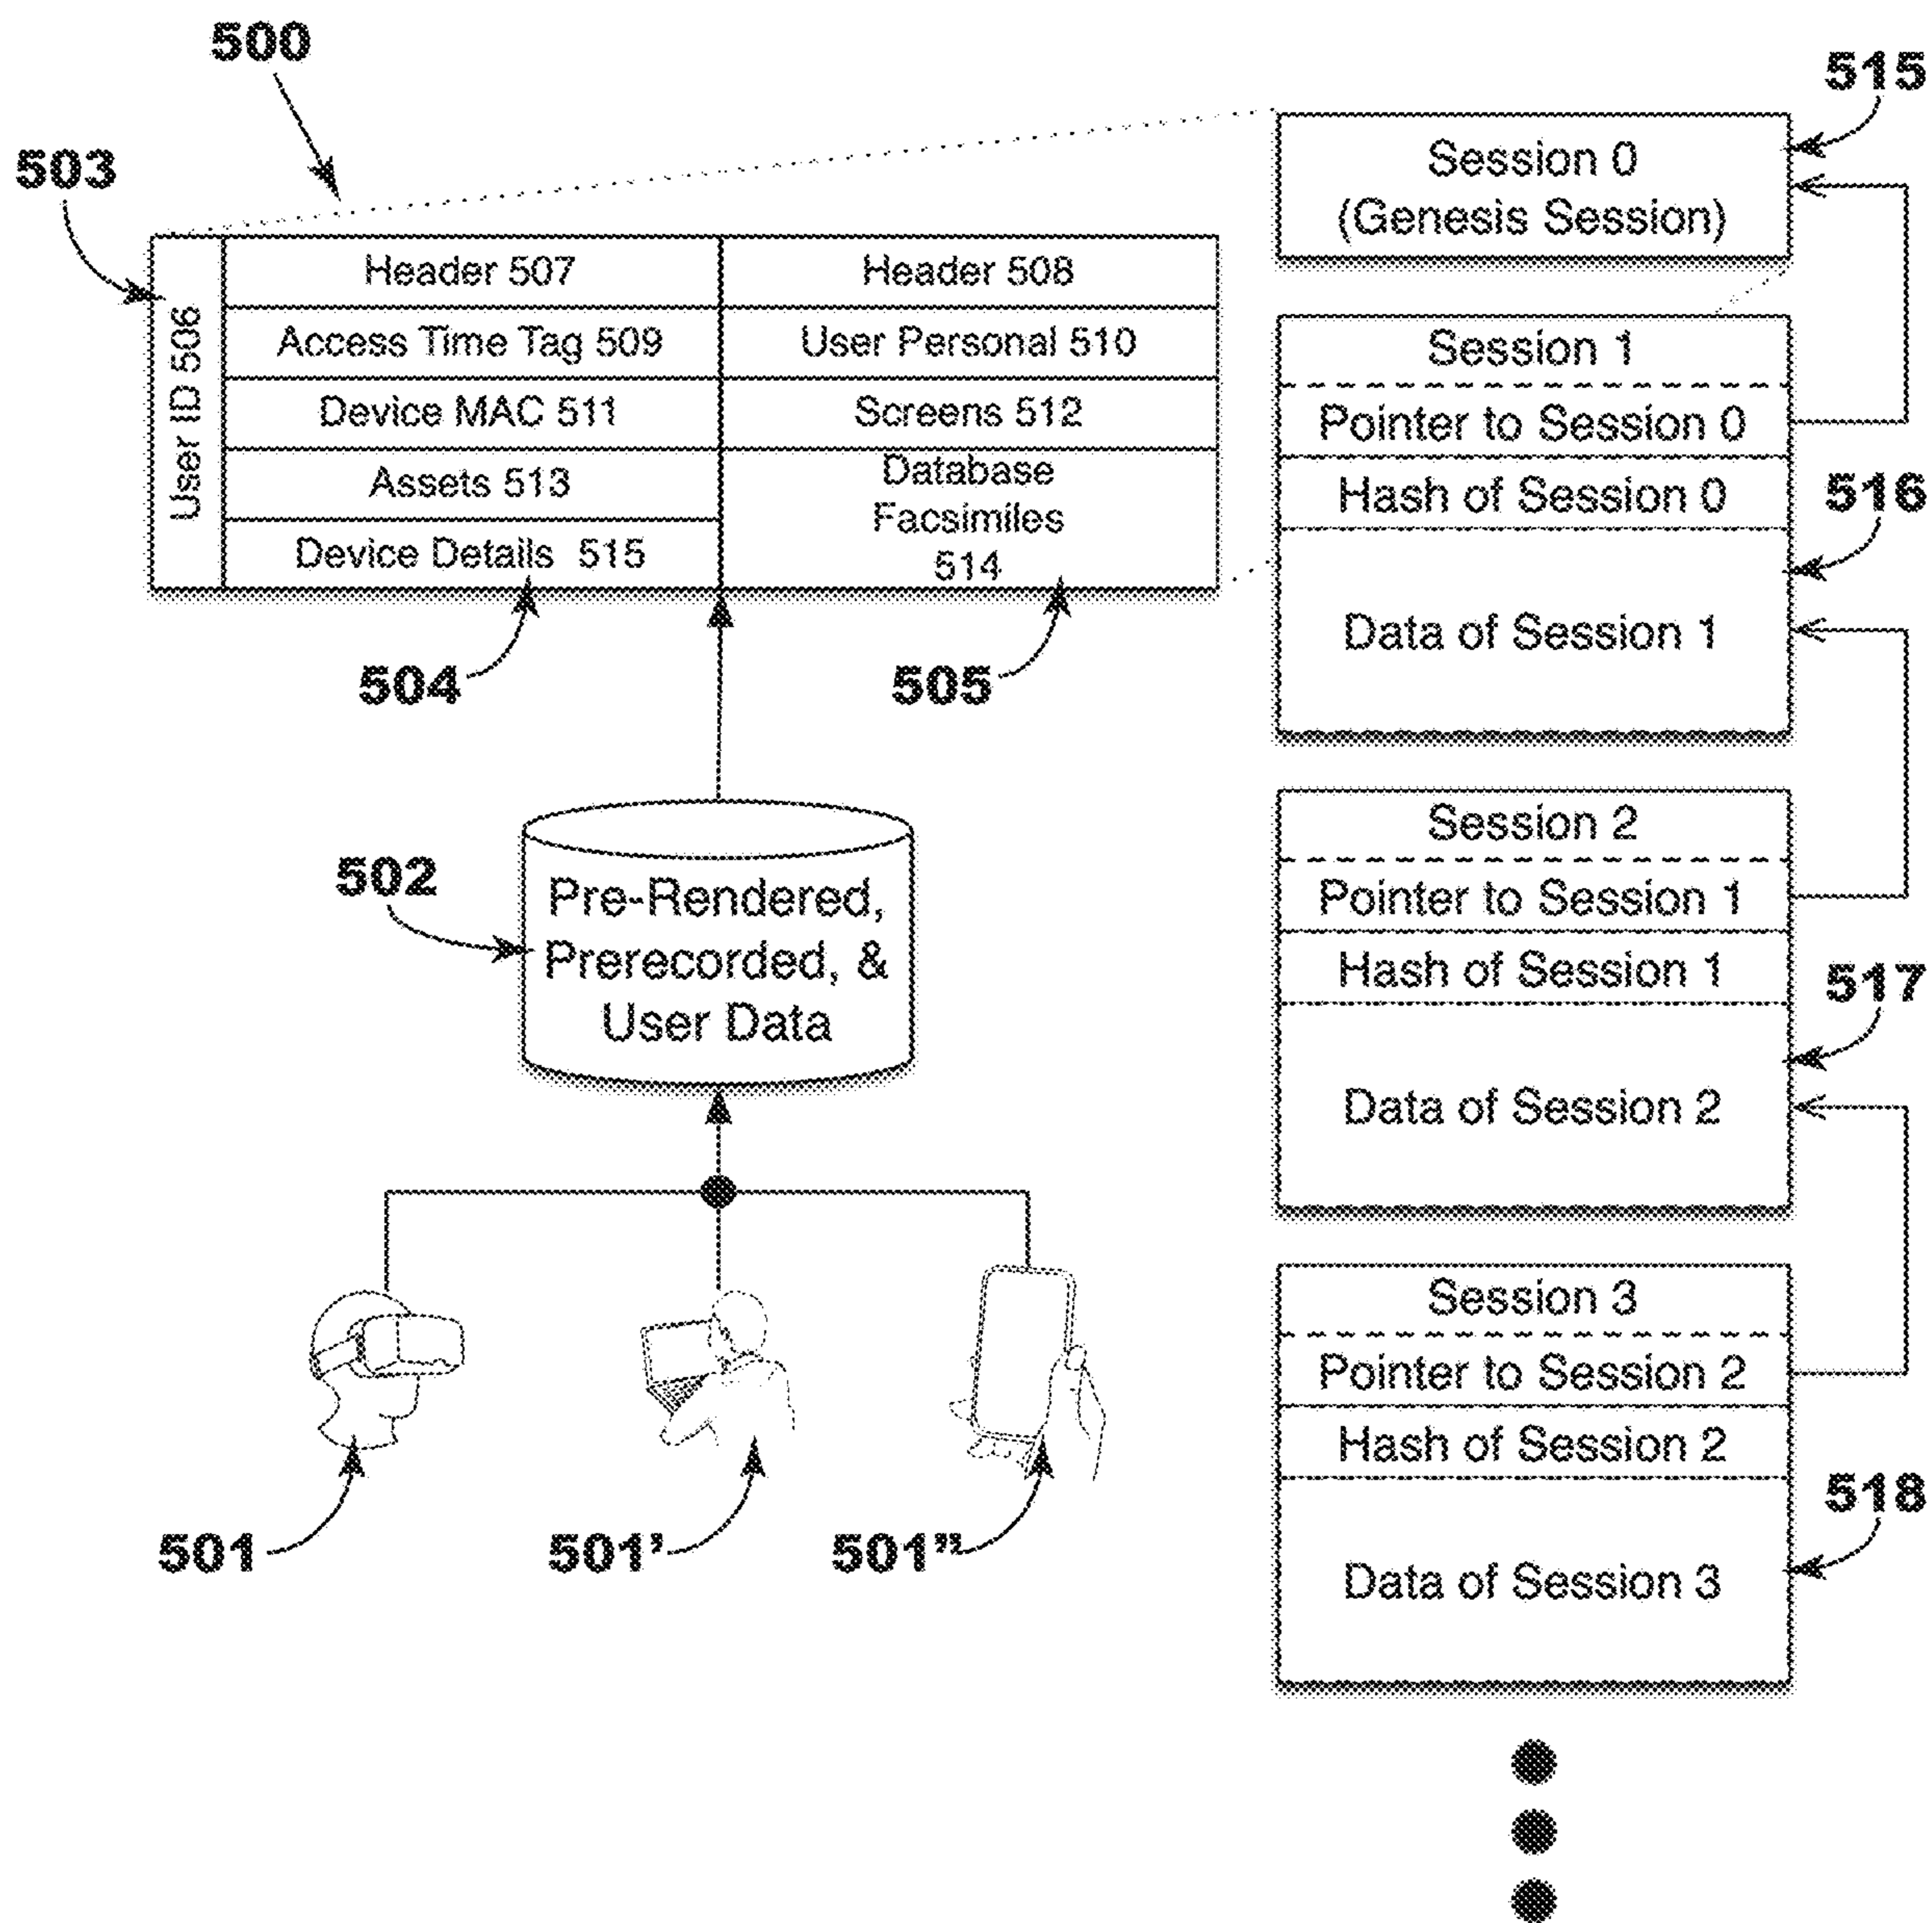 500
515
503
Session 0
(Genesis Session)
User ID 506
Header 507
Header 508
Access Time Tag 509
User Personal 510
Device MAC 511
Screens 512
Assets 513
Database
Facsimiles
514
Device Details 515
504
505
Session 1
Pointer to Session 0
Hash of Session 0
516
Data of Session 1
502
Pre-Rendered,
Prerecorded, &
User Data
Session 2
Pointer to Session 1
Hash of Session 1
517
Data of Session 2
501
501’
501”
Session 3
Pointer to Session 2
Hash of Session 2
518
Data of Session 3